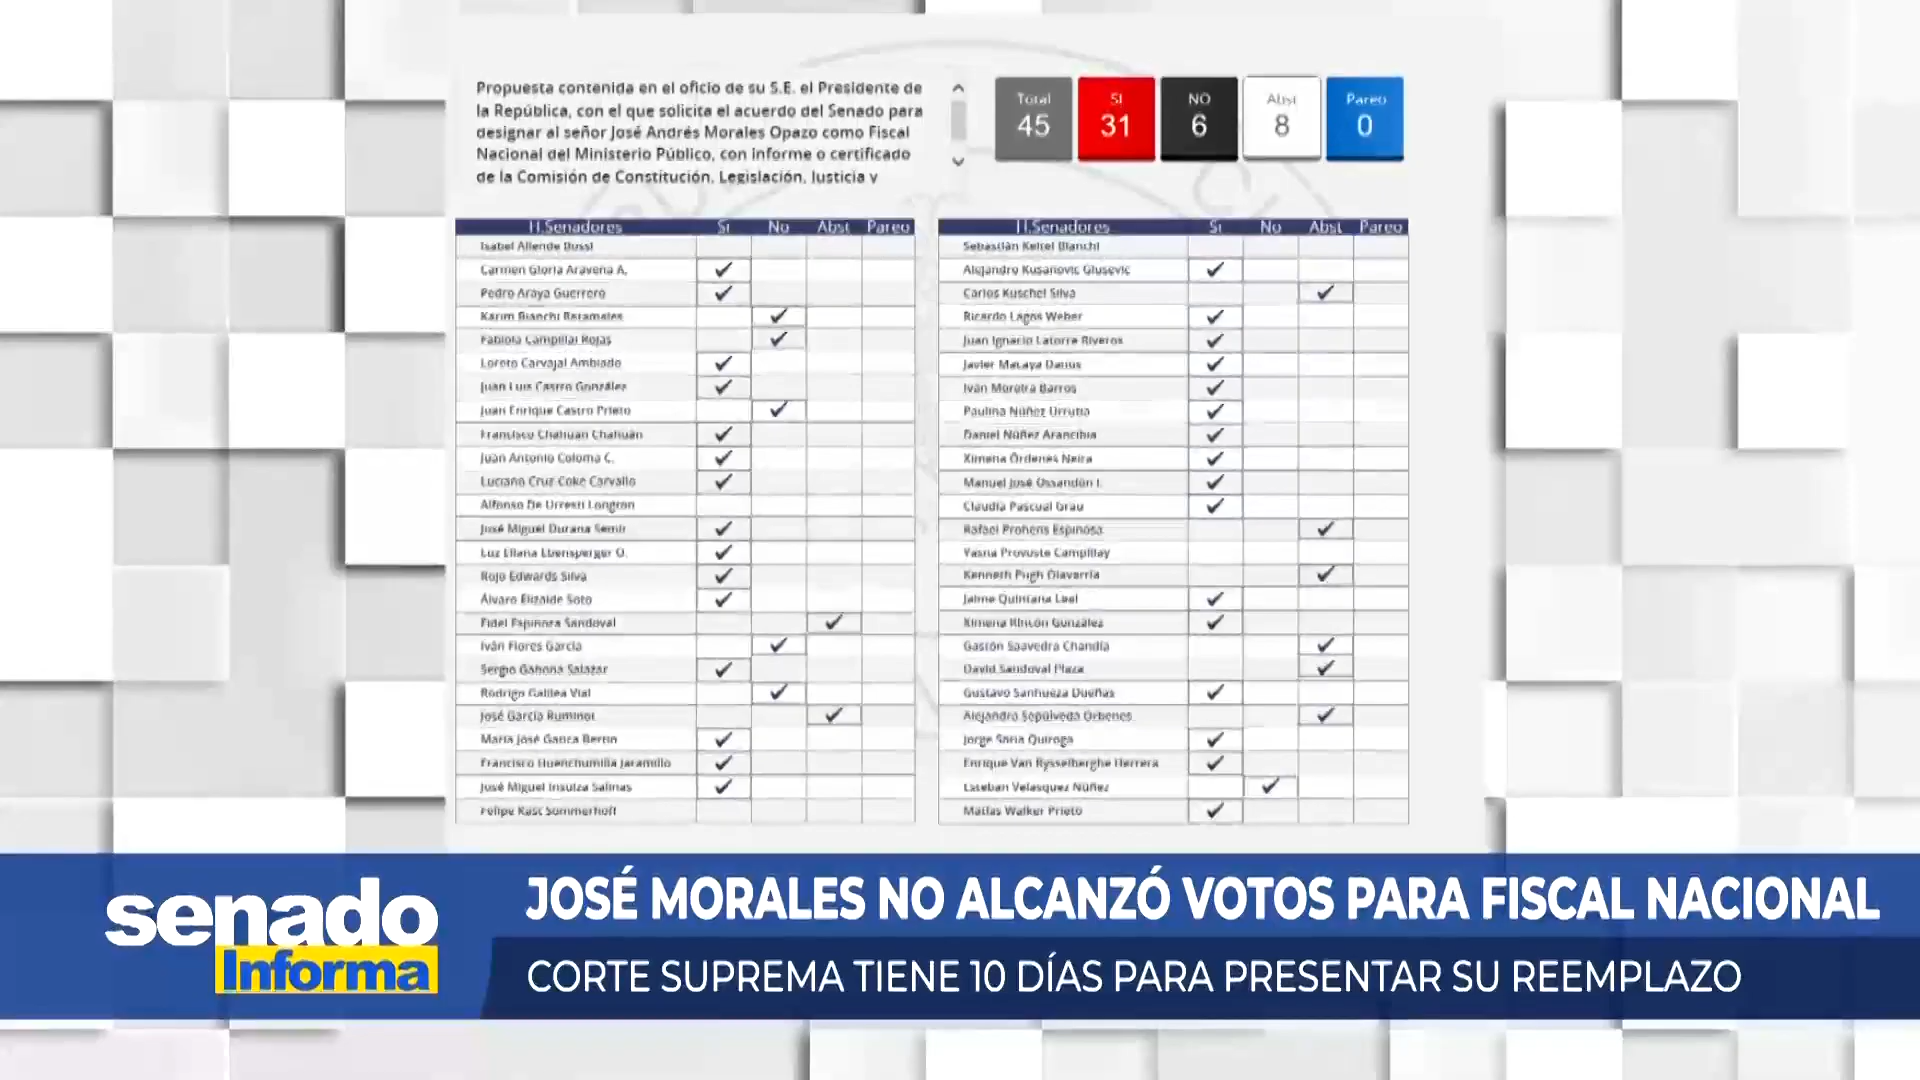 Propuesta contenida en el oficio de su S.E. el Presidente de
la República, con el que solicita el acuerdo del Senado para
designar al señor José Andrés Morales Opazo como Fiscal
Nacional del Ministerio Público, con informe o certificado
de la Comisión de Constitución, Legislación, Justicia y
Total SI NO Abst Pareo
45 31 6 8 0
H.Senadores Si No Abst Pareo
Isabel Allende Bussi
Carmen Gloria Aravena A. ✓
Pedro Araya Guerrero ✓
Karim Bianchi Retamales ✓
Fabiola Campillai Rojas ✓
Loreto Carvajal Ambiado ✓
Juan Luis Castro González ✓
Juan Enrique Castro Prieto ✓
Francisco Chahuan Chahuán ✓
Juan Antonio Coloma C. ✓
Luciano Cruz Coke Carvallo ✓
Alfonso De Urresti Longton
José Miguel Durana Semir ✓
Luz Eliana Ebensperger O. ✓
Rojo Edwards Silva ✓
Álvaro Elizalde Soto ✓
Fidel Espinoza Sandoval ✓
Iván Flores García ✓
Sergio Gahona Salazar ✓
Rodrigo Galilea Vial ✓
José García Ruminot ✓
María José Gatica Bertin ✓
Francisco Huenchumilla Jaramillo ✓
José Miguel Insulza Salinas ✓
Felipe Kast Sommerhoff
H.Senadores Si No Abst Pareo
Sebastián Keitel Bianchi
Alejandro Kusanovic Glusevic ✓
Carlos Kuschel Silva ✓
Ricardo Lagos Weber ✓
Juan Ignacio Latorre Riveros ✓
Javier Macaya Danús ✓
Iván Moreira Barros ✓
Paulina Núñez Urrutia ✓
Daniel Núñez Arancibia ✓
Ximena Órdenes Neira ✓
Manuel José Ossandón I. ✓
Claudia Pascual Grau ✓
Rafael Prohens Espinosa ✓
Yasna Provoste Campillay
Kenneth Pugh Olavarría ✓
Jaime Quintana Leal ✓
Ximena Rincón González ✓
Gastón Saavedra Chandía ✓
David Sandoval Plaza ✓
Gustavo Sanhueza Dueñas ✓
Alejandra Sepúlveda Orbenes ✓
Jorge Soria Quiroga ✓
Enrique Van Rysselberghe Herrera ✓
Esteban Velásquez Núñez ✓
Matías Walker Prieto ✓
senado
Informa
JOSÉ MORALES NO ALCANZÓ VOTOS PARA FISCAL NACIONAL
CORTE SUPREMA TIENE 10 DÍAS PARA PRESENTAR SU REEMPLAZO